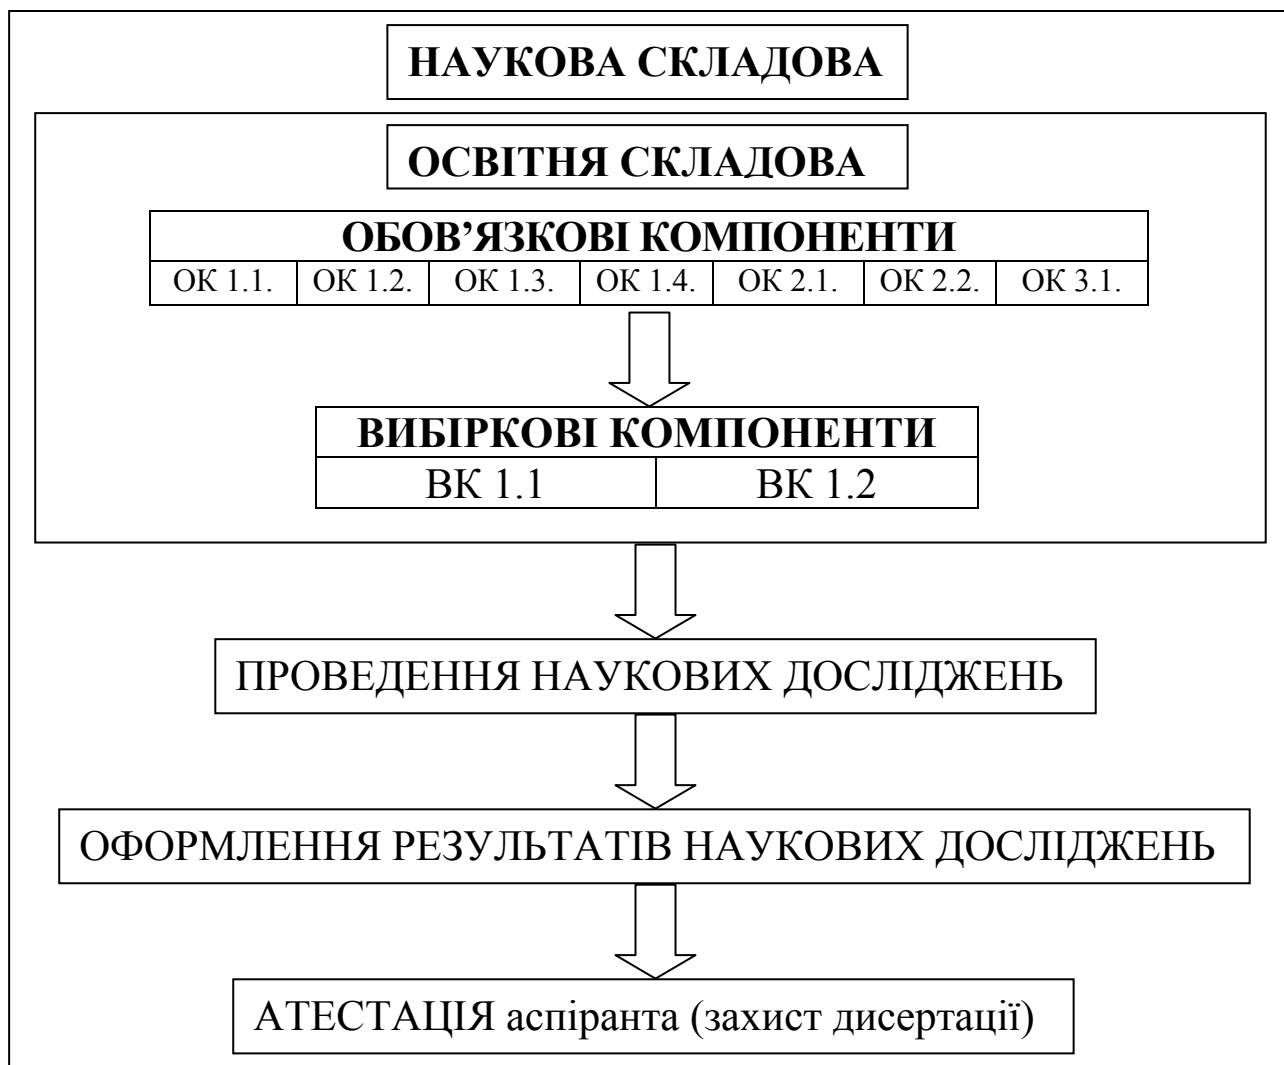 НАУКОВА СКЛАДОВА
ОСВІТНЯ СКЛАДОВА
ОБОВ’ЯЗКОВІ КОМПОНЕНТИ
ОК 1.1. ОК 1.2. ОК 1.3. ОК 1.4. ОК 2.1. ОК 2.2. ОК 3.1.
ВИБІРКОВІ КОМПОНЕНТИ
ВК 1.1 ВК 1.2
ПРОВЕДЕННЯ НАУКОВИХ ДОСЛІДЖЕНЬ
ОФОРМЛЕННЯ РЕЗУЛЬТАТІВ НАУКОВИХ ДОСЛІДЖЕНЬ
АТЕСТАЦІЯ аспіранта (захист дисертації)